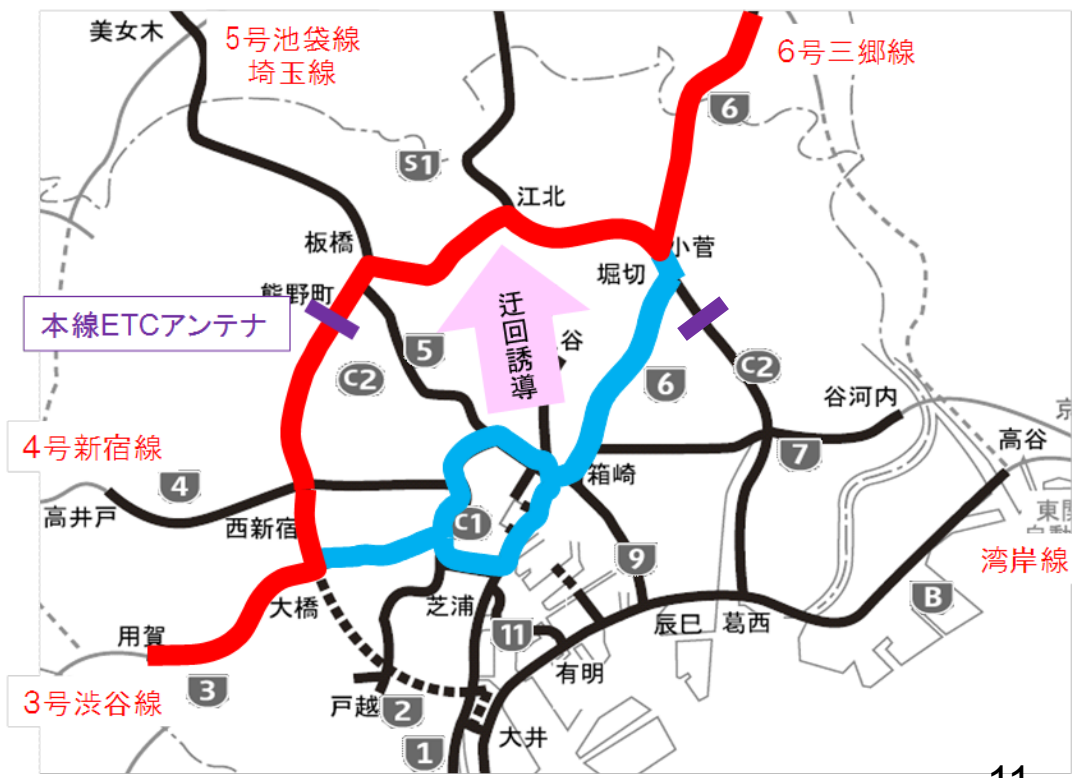 美女木
5号池袋線
埼玉線
6号三郷線
6
S1
江北
板橋
小菅
堀切
熊野町
本線ETCアンテナ
迂回誘導
谷
5
C2
6
C2
谷河内
7
高谷
4号新宿線
4
箱崎
高井戸
西新宿
C1
東関
湾岸線
9
大橋
芝浦
B
用賀
11
辰巳
葛西
有明
3
3号渋谷線
戸越
2
大井
1
11